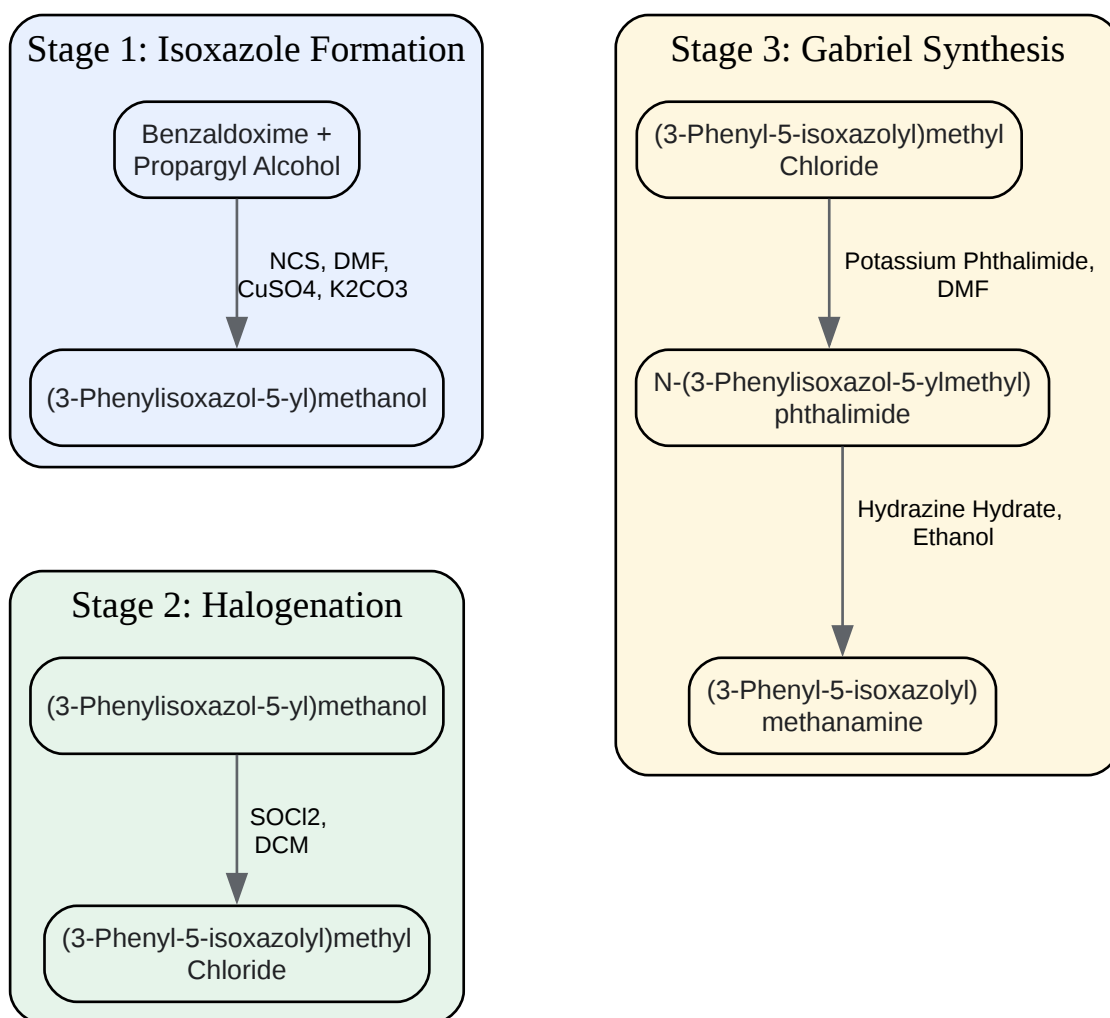 Stage 1: Isoxazole Formation
Benzaldoxime +
Propargyl Alcohol
NCS, DMF,
CuSO4, K2CO3
(3-Phenylisoxazol-5-yl)methanol
Stage 2: Halogenation
(3-Phenylisoxazol-5-yl)methanol
SOCl2,
DCM
(3-Phenyl-5-isoxazolyl)methyl
Chloride
Stage 3: Gabriel Synthesis
(3-Phenyl-5-isoxazolyl)methyl
Chloride
Potassium Phthalimide,
DMF
N-(3-Phenylisoxazol-5-ylmethyl)
phthalimide
Hydrazine Hydrate,
Ethanol
(3-Phenyl-5-isoxazolyl)
methanamine